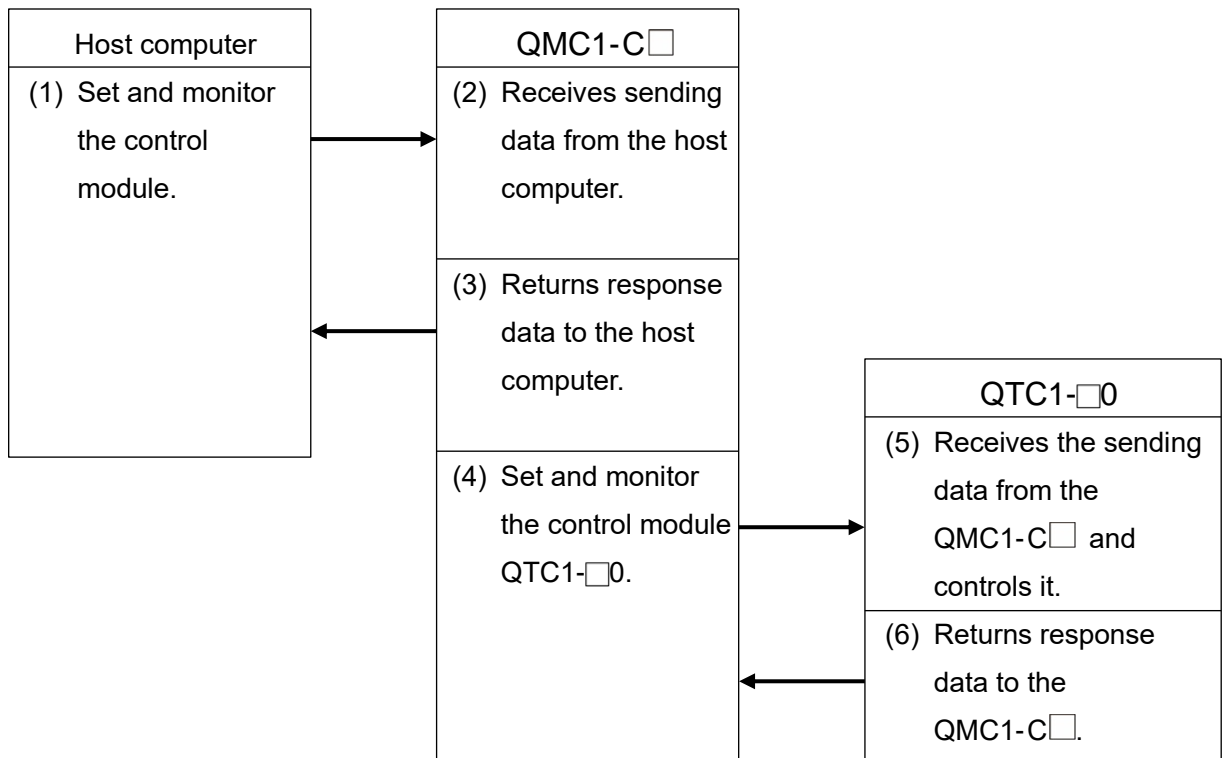 Host computer
(1) Set and monitor
the control
module.
QMC1-C□
(2) Receives sending
data from the host
computer.
(3) Returns response
data to the host
computer.
(4) Set and monitor
the control module
QTC1-□0.
QTC1-□0
(5) Receives the sending
data from the
QMC1-C□ and
controls it.
(6) Returns response
data to the
QMC1-C□.